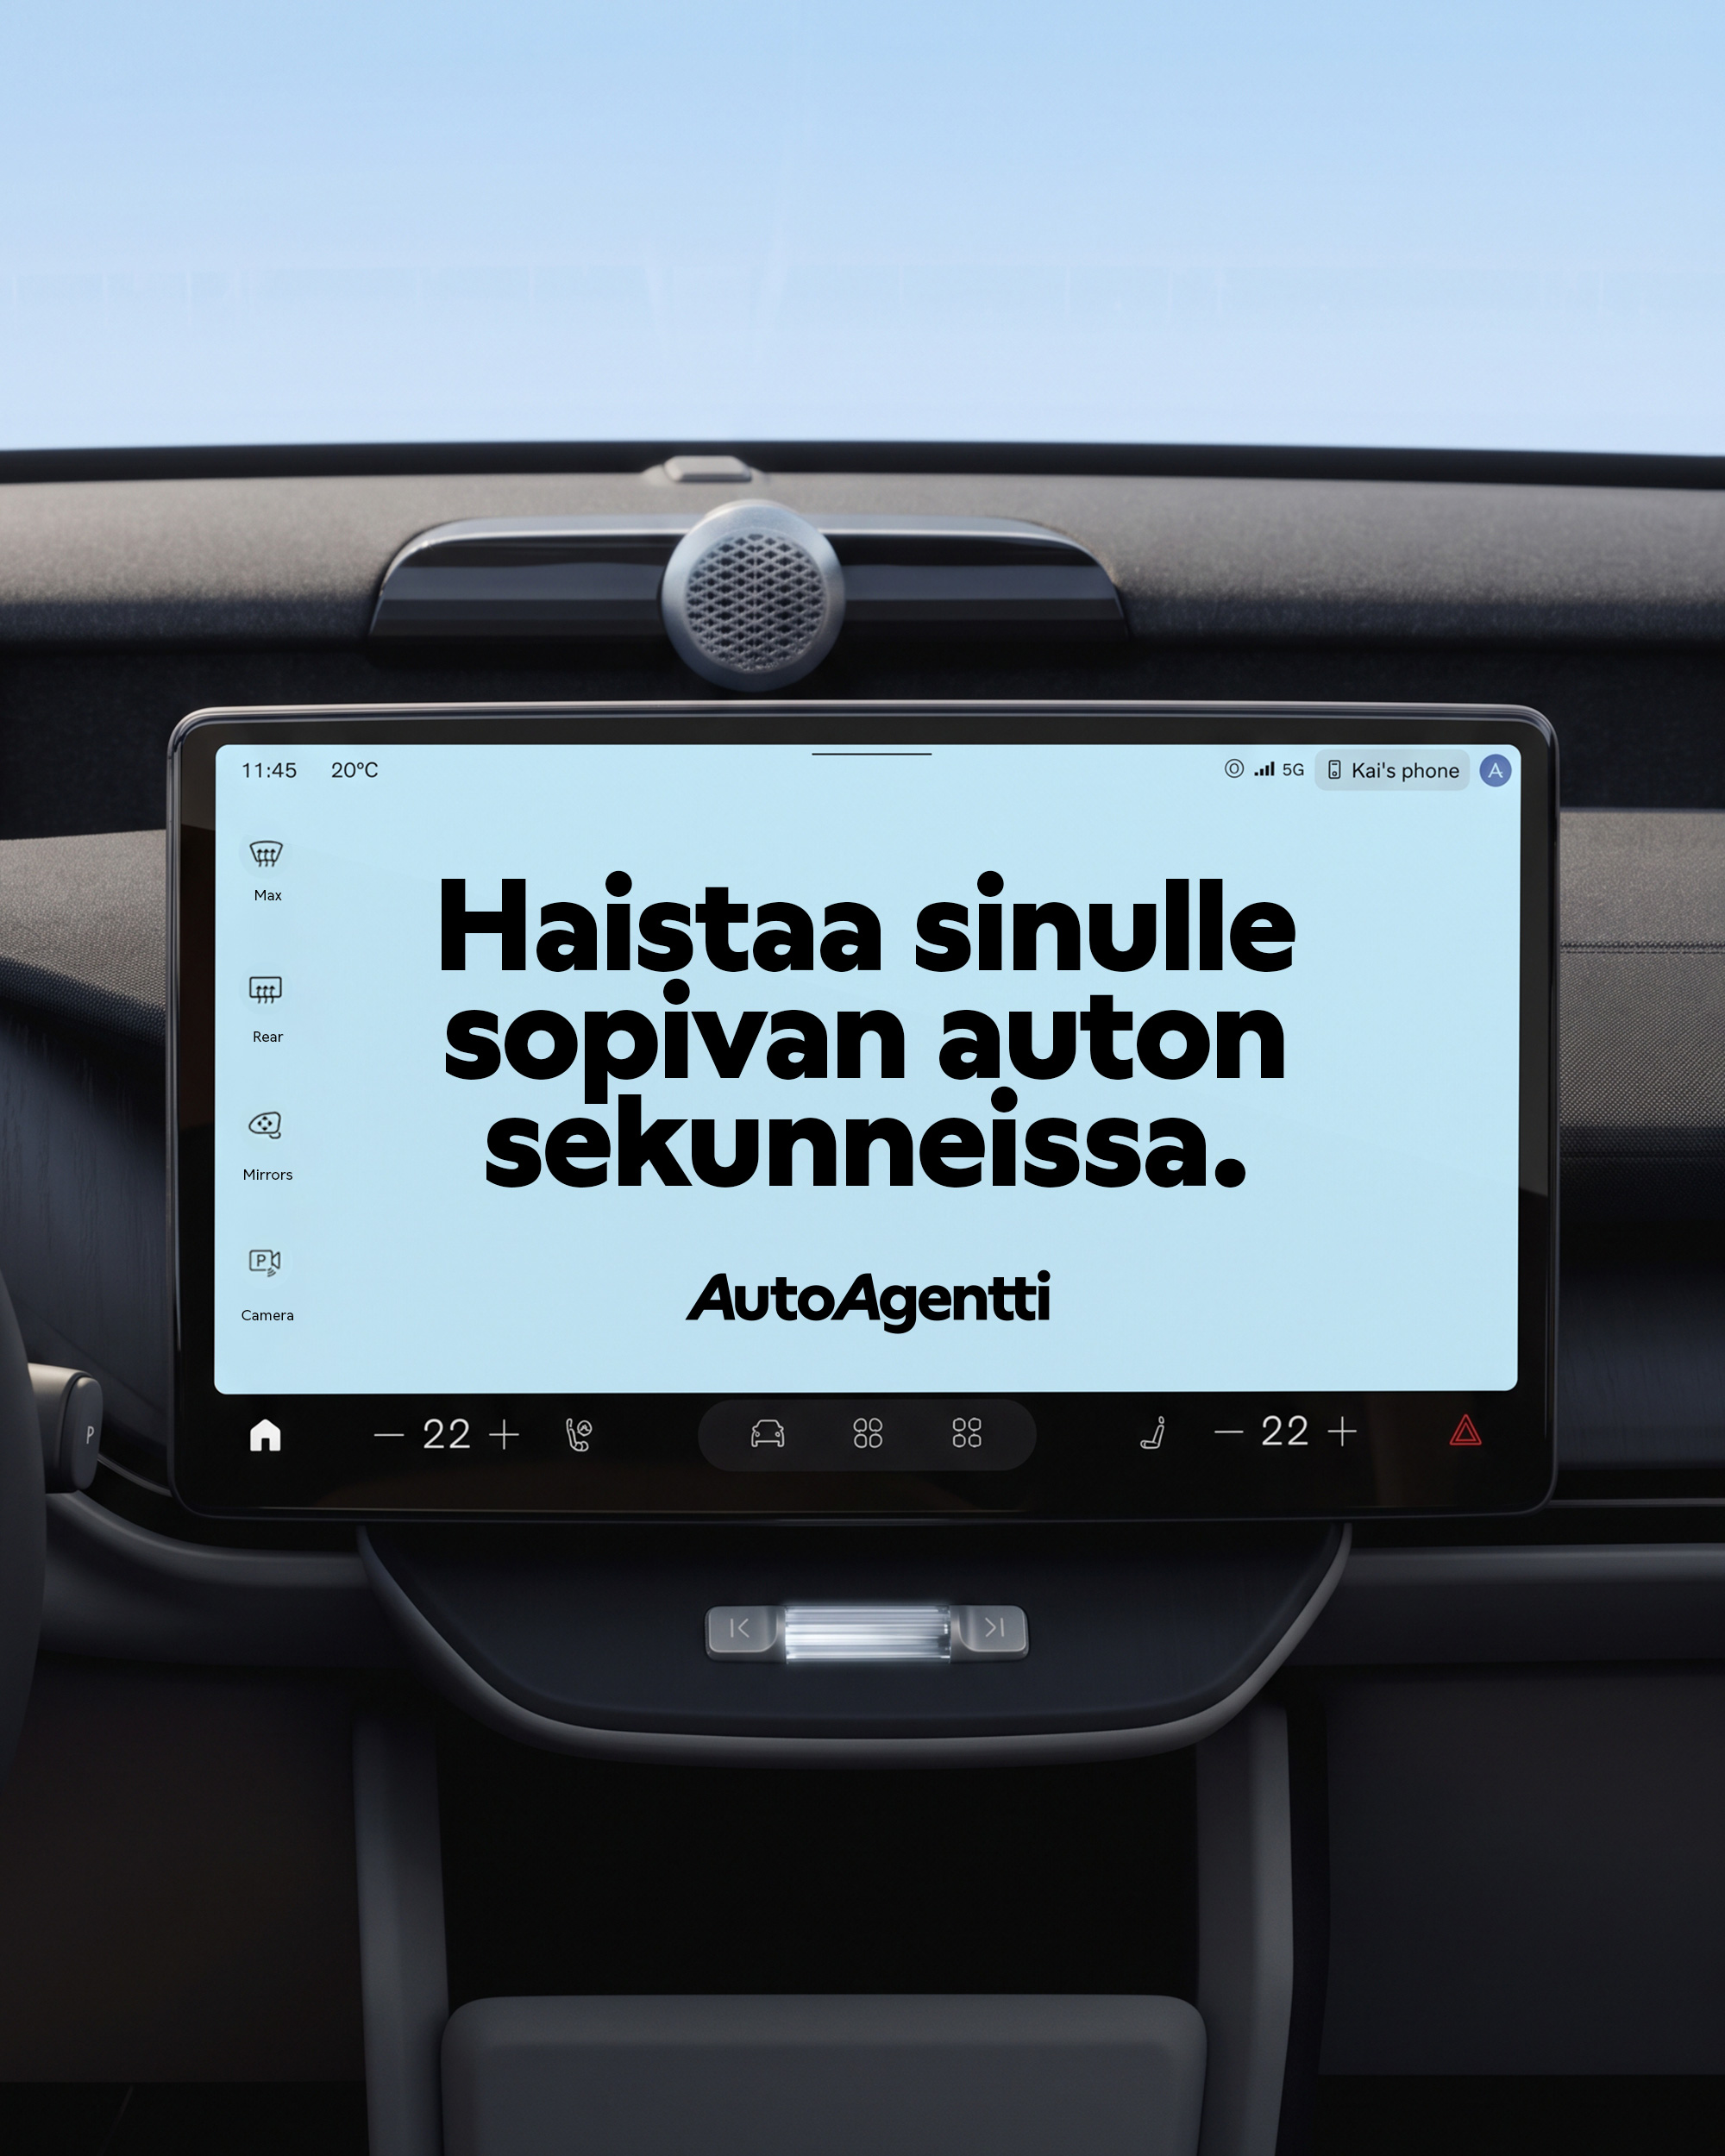 11:45 20°C 5G Kai's phone A
Max
Haistaa sinulle
sopivan auton
sekunneissa.
Rear
Mirrors
P
Camera
AutoAgentti
P
22 22